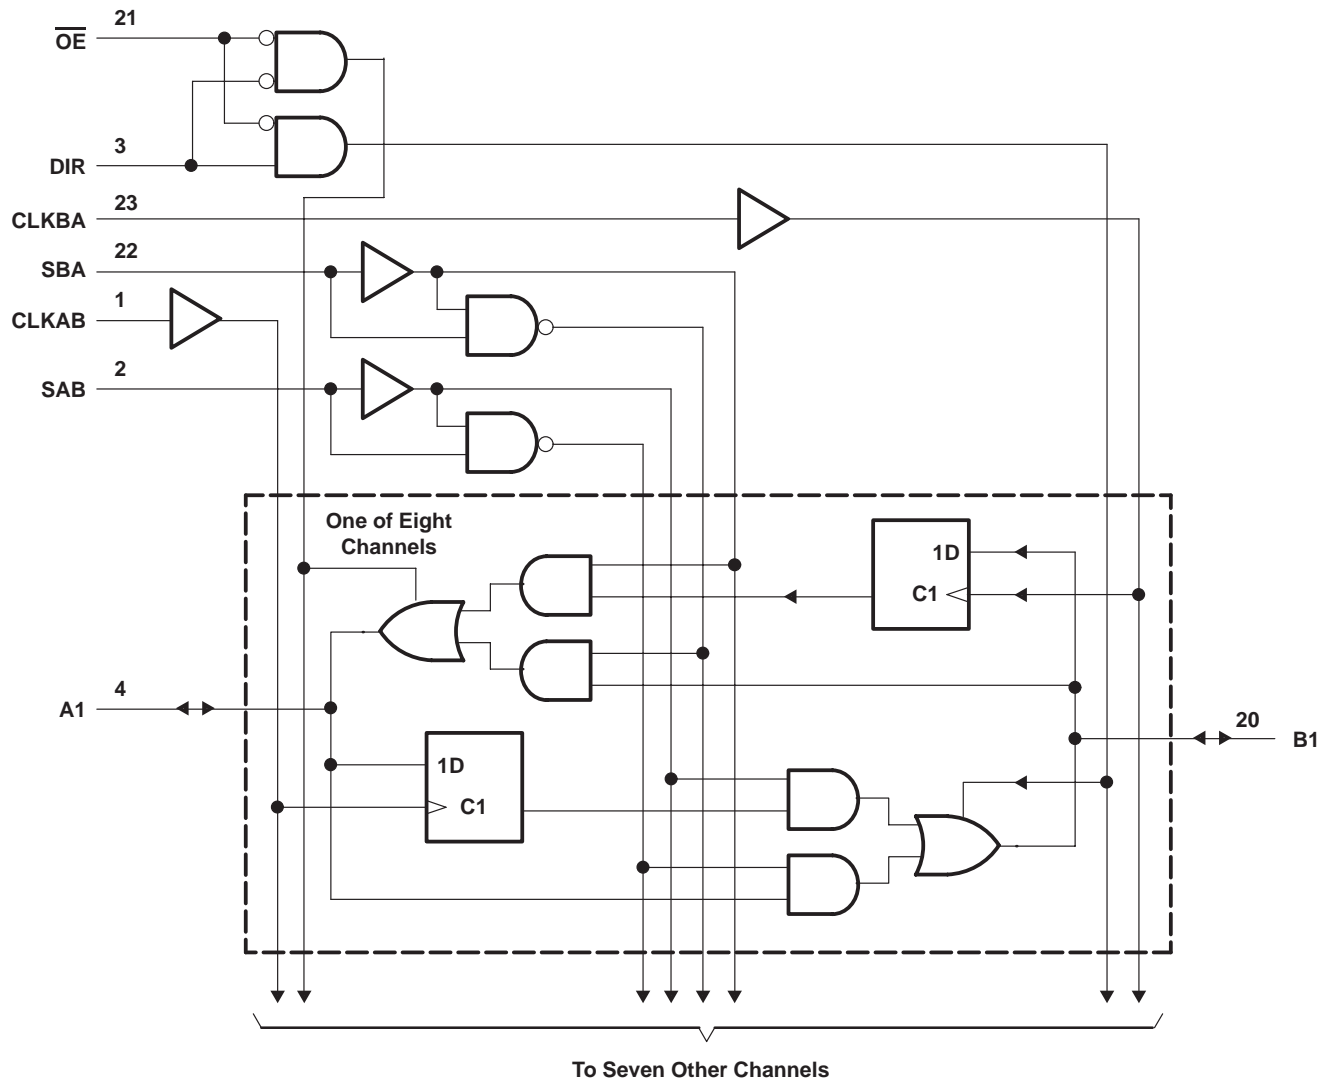 21
O̅E̅
3
DIR
23
CLKBA
22
SBA
1
CLKAB
2
SAB
One of Eight
Channels
1D
C1
4
A1
20
B1
1D
C1
To Seven Other Channels